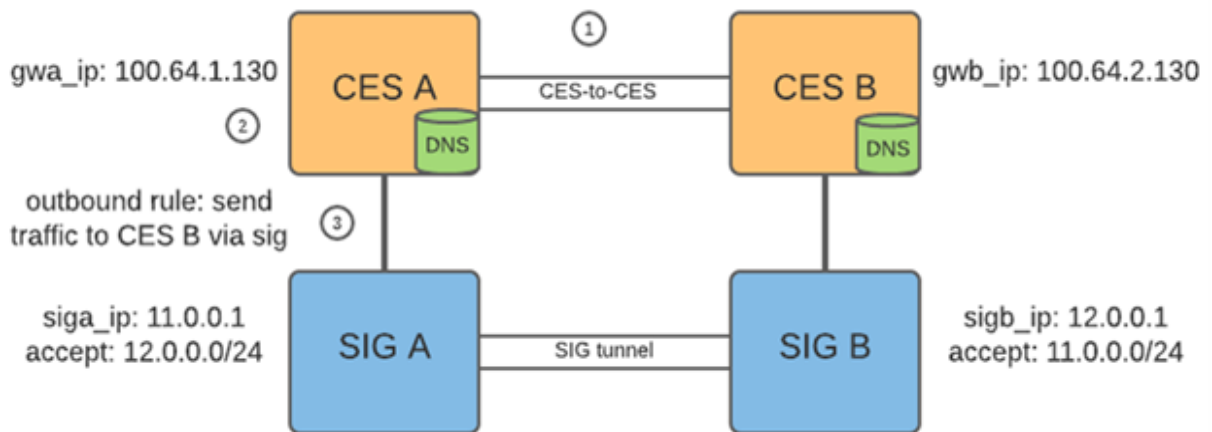 1
gwa_ip: 100.64.1.130
CES A
CES-to-CES
CES B
gwb_ip: 100.64.2.130
2
DNS
DNS
outbound rule: send
traffic to CES B via sig
3
siga_ip: 11.0.0.1
accept: 12.0.0.0/24
SIG A
SIG tunnel
SIG B
sigb_ip: 12.0.0.1
accept: 11.0.0.0/24